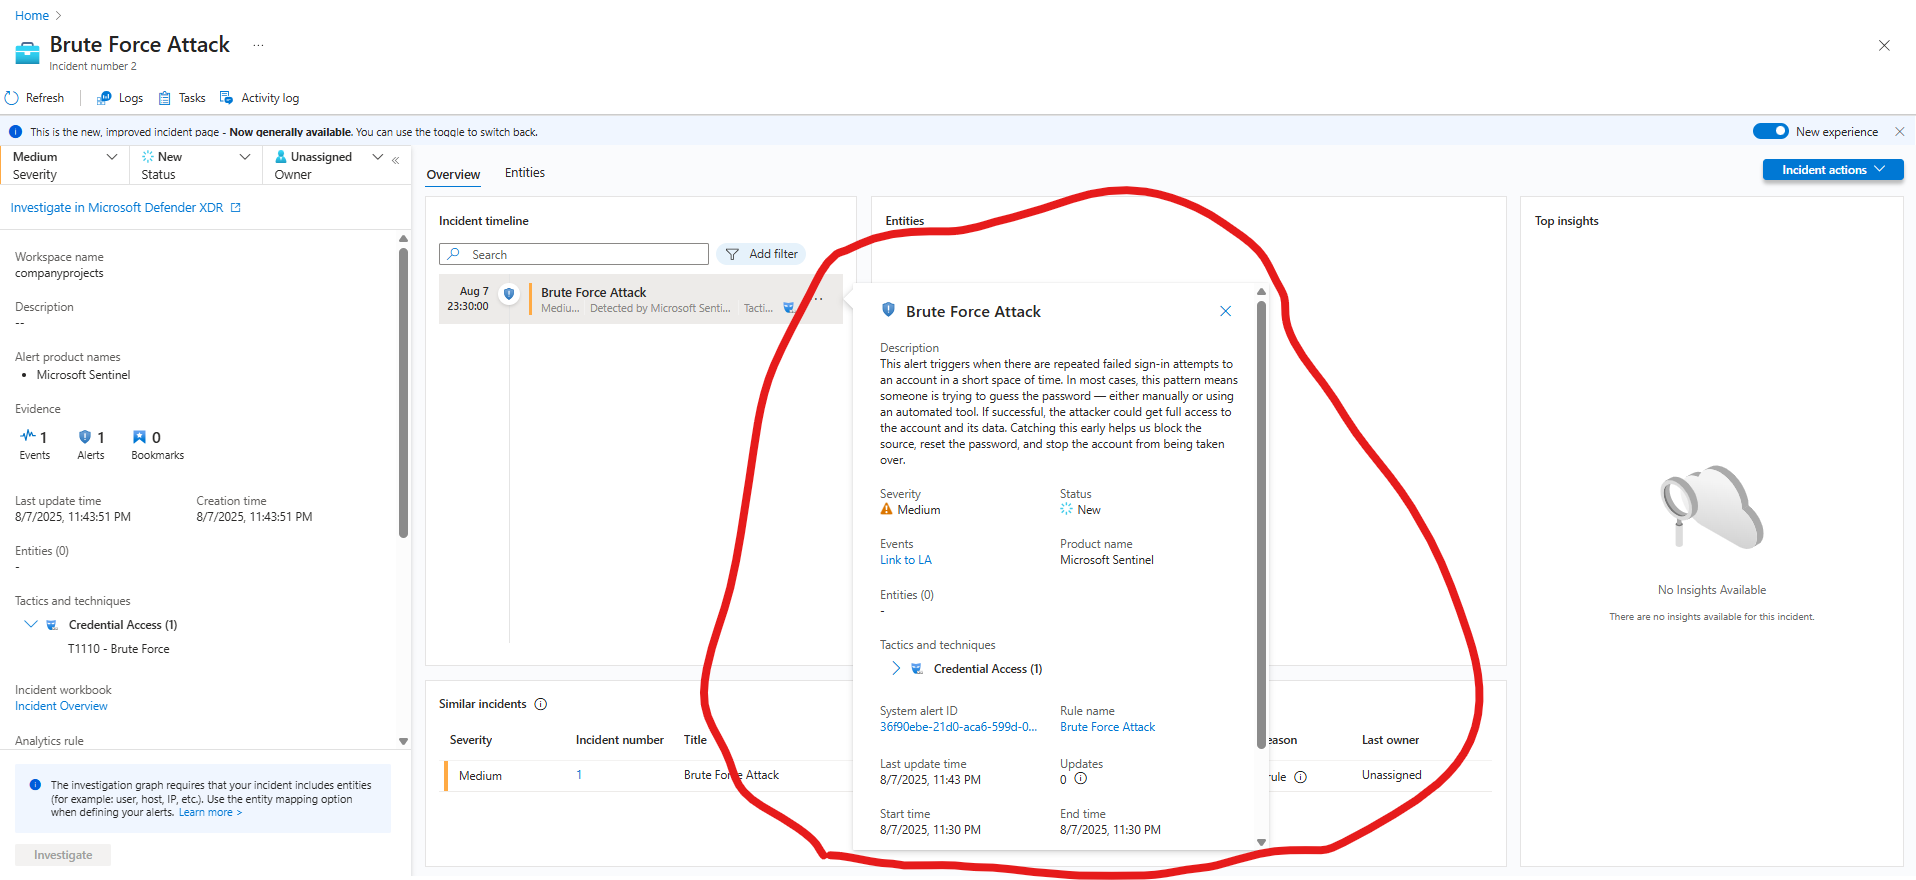 Home >
Brute Force Attack ...
Incident number 2
Refresh Logs Tasks Activity log
This is the new, improved incident page - Now generally available. You can use the toggle to switch back.
New experience
Medium
Severity
New
Status
Unassigned
Owner
«
Investigate in Microsoft Defender XDR
Workspace name
companyprojects
Description
--
Alert product names
• Microsoft Sentinel
Evidence
1 1 0
Events Alerts Bookmarks
Last update time Creation time
8/7/2025, 11:43:51 PM 8/7/2025, 11:43:51 PM
Entities (0)
-
Tactics and techniques
Credential Access (1)
T1110 - Brute Force
Incident workbook
Incident Overview
Analytics rule
The investigation graph requires that your incident includes entities
(for example: user, host, IP, etc.). Use the entity mapping option
when defining your alerts. Learn more >
Investigate
Overview Entities
Incident actions
Incident timeline
Search
Add filter
Aug 7
23:30:00
Brute Force Attack
Mediu... Detected by Microsoft Senti... Tacti...
Entities
Brute Force Attack
Description
This alert triggers when there are repeated failed sign-in attempts to
an account in a short space of time. In most cases, this pattern means
someone is trying to guess the password — either manually or using
an automated tool. If successful, the attacker could get full access to
the account and its data. Catching this early helps us block the
source, reset the password, and stop the account from being taken
over.
Severity Status
Medium New
Events Product name
Link to LA Microsoft Sentinel
Entities (0)
-
Tactics and techniques
Credential Access (1)
System alert ID Rule name
36f90ebe-21d0-aca6-599d-0... Brute Force Attack
Last update time Updates
8/7/2025, 11:43 PM 0
Start time End time
8/7/2025, 11:30 PM 8/7/2025, 11:30 PM
Similar incidents
Severity Incident number Title eason Last owner
Medium 1 Brute Force Attack rule Unassigned
Top insights
No Insights Available
There are no insights available for this incident.